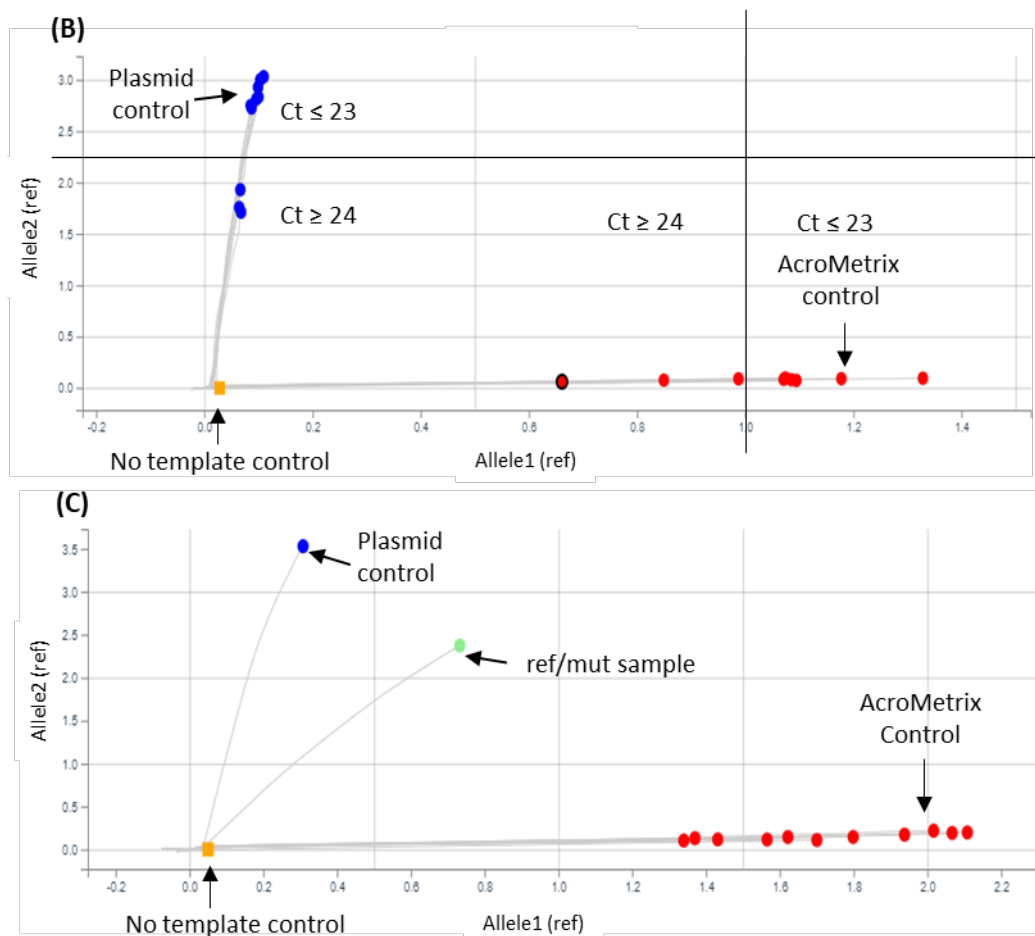 (B)
3.0
2.5
2.0
1.5
1.0
0.5
0.0
Allele2 (ref)
Plasmid
control
Ct ≤ 23
Ct ≥ 24
Ct ≥ 24
Ct ≤ 23
AcroMetrix
control
-0.2
0.0
0.2
0.4
0.6
0.8
1.0
1.2
1.4
No template control
Allele1 (ref)
(C)
3.5
3.0
2.5
2.0
1.5
1.0
0.5
0.0
Allele2 (ref)
Plasmid
control
ref/mut sample
AcroMetrix
Control
-0.2
0.0
0.2
0.4
0.6
0.8
1.0
1.2
1.4
1.6
1.8
2.0
2.2
No template control
Allele1 (ref)